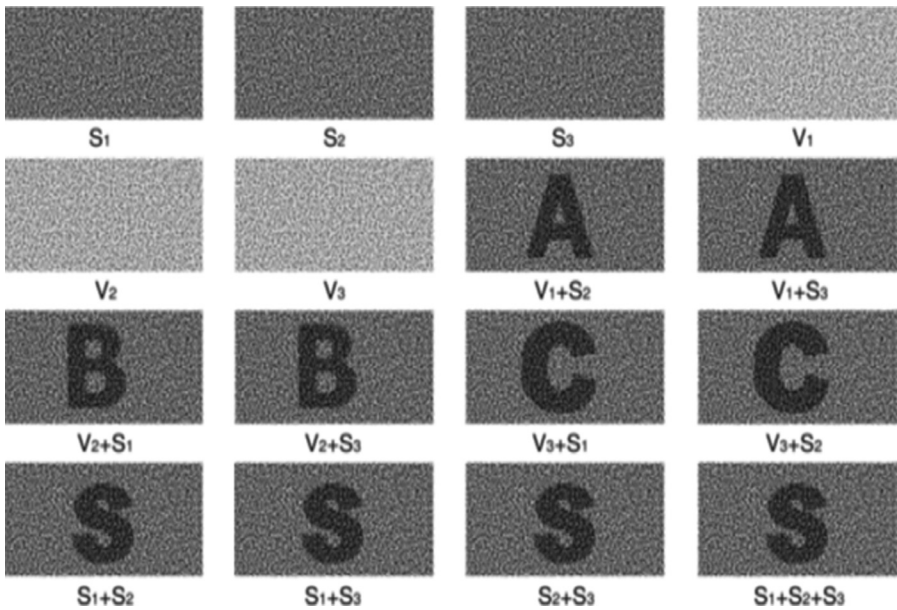 S1 S2 S3 V1
A A
V2 V3 V1+S2 V1+S3
B B C C
V2+S1 V2+S3 V3+S1 V3+S2
S S S S
S1+S2 S1+S3 S2+S3 S1+S2+S3